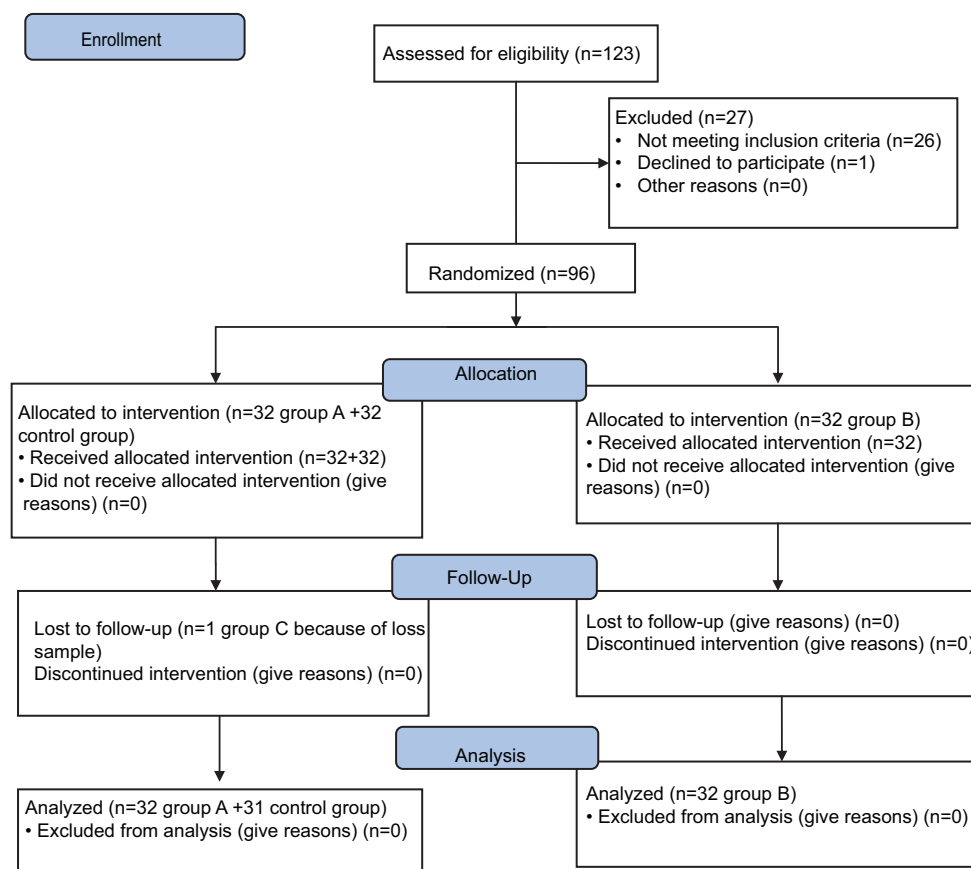 Enrollment
Assessed for eligibility (n=123)
Excluded (n=27)
• Not meeting inclusion criteria (n=26)
• Declined to participate (n=1)
• Other reasons (n=0)
Randomized (n=96)
Allocation
Allocated to intervention (n=32 group A +32
control group)
• Received allocated intervention (n=32+32)
• Did not receive allocated intervention (give
reasons) (n=0)
Allocated to intervention (n=32 group B)
• Received allocated intervention (n=32)
• Did not receive allocated intervention (give
reasons) (n=0)
Follow-Up
Lost to follow-up (n=1 group C because of loss
sample)
Discontinued intervention (give reasons) (n=0)
Lost to follow-up (give reasons) (n=0)
Discontinued intervention (give reasons) (n=0)
Analysis
Analyzed (n=32 group A +31 control group)
• Excluded from analysis (give reasons) (n=0)
Analyzed (n=32 group B)
• Excluded from analysis (give reasons) (n=0)